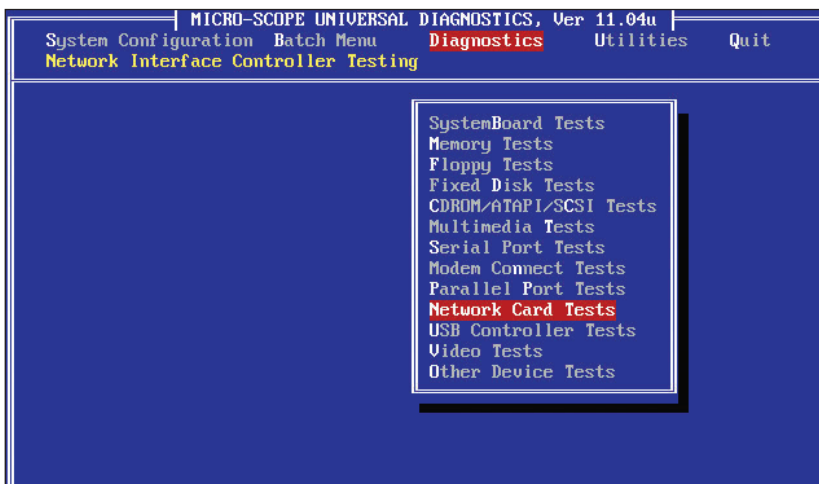 MICRO-SCOPE UNIVERSAL DIAGNOSTICS, Ver 11.04u
System Configuration Batch Menu Diagnostics Utilities Quit
Network Interface Controller Testing
SystemBoard Tests
Memory Tests
Floppy Tests
Fixed Disk Tests
CDROM/ATAPI/SCSI Tests
Multimedia Tests
Serial Port Tests
Modem Connect Tests
Parallel Port Tests
Network Card Tests
USB Controller Tests
Video Tests
Other Device Tests